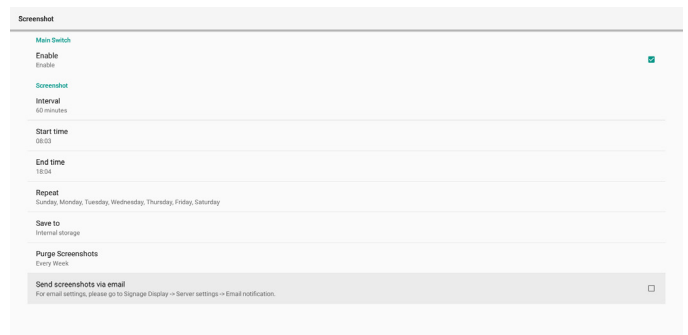 Screenshot
Main Switch
Enable
Enable
Screenshot
Interval
60 minutes
Start time
08:03
End time
18:04
Repeat
Sunday, Monday, Tuesday, Wednesday, Thursday, Friday, Saturday
Save to
Internal storage
Purge Screenshots
Every Week
Send screenshots via email
For email settings, please go to Signage Display -> Server settings -> Email notification.